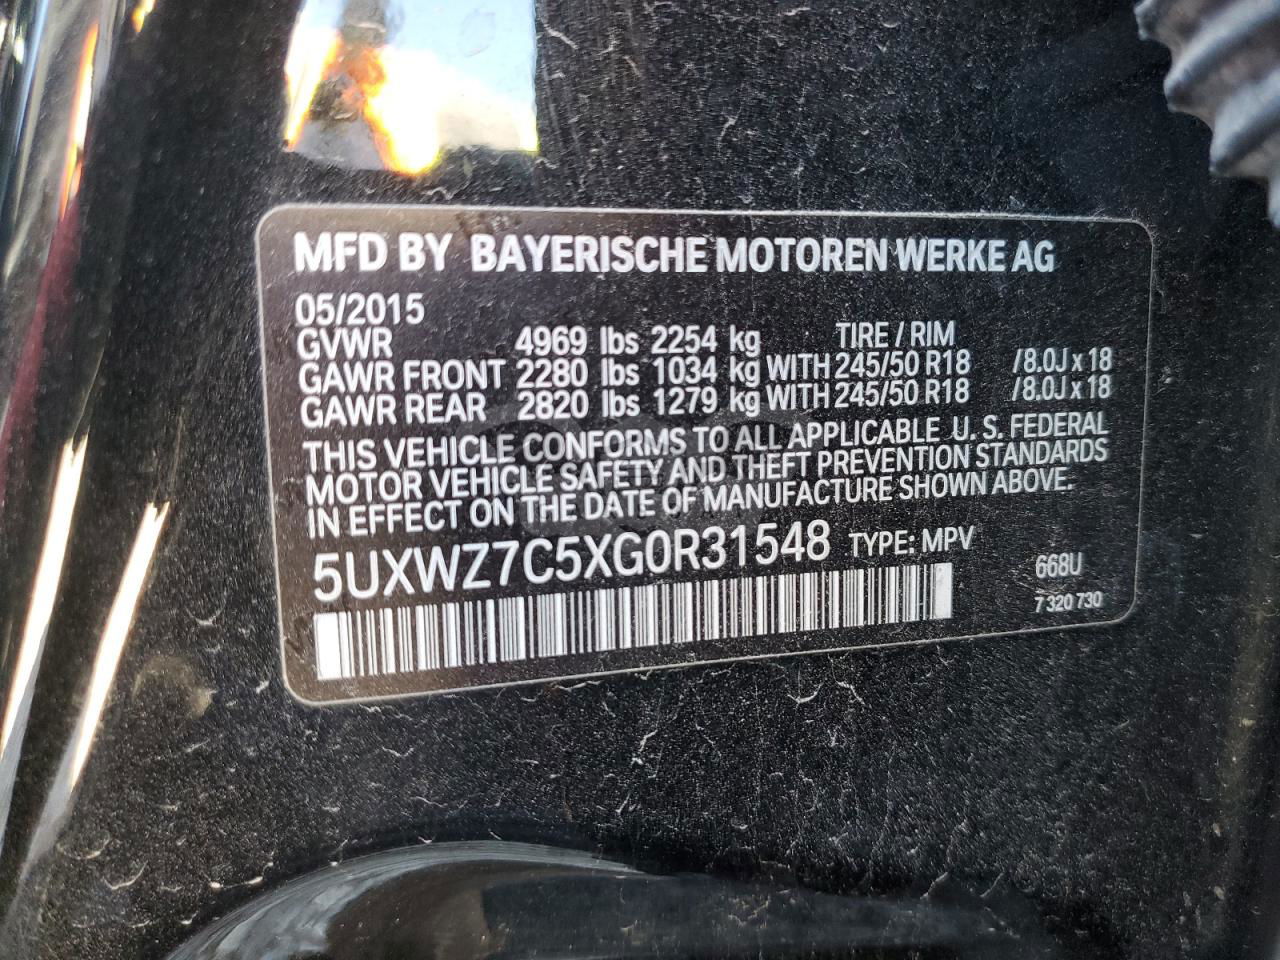 MFD BY BAYERISCHE MOTOREN WERKE AG
05/2015
GVWR 4969 lbs 2254 kg TIRE / RIM
GAWR FRONT 2280 lbs 1034 kg WITH 245/50 R18 /8.0J x 18
GAWR REAR 2820 lbs 1279 kg WITH 245/50 R18 /8.0J x 18
THIS VEHICLE CONFORMS TO ALL APPLICABLE U. S. FEDERAL
MOTOR VEHICLE SAFETY AND THEFT PREVENTION STANDARDS
IN EFFECT ON THE DATE OF MANUFACTURE SHOWN ABOVE.
5UXWZ7C5XG0R31548 TYPE: MPV
668U
7 320 730